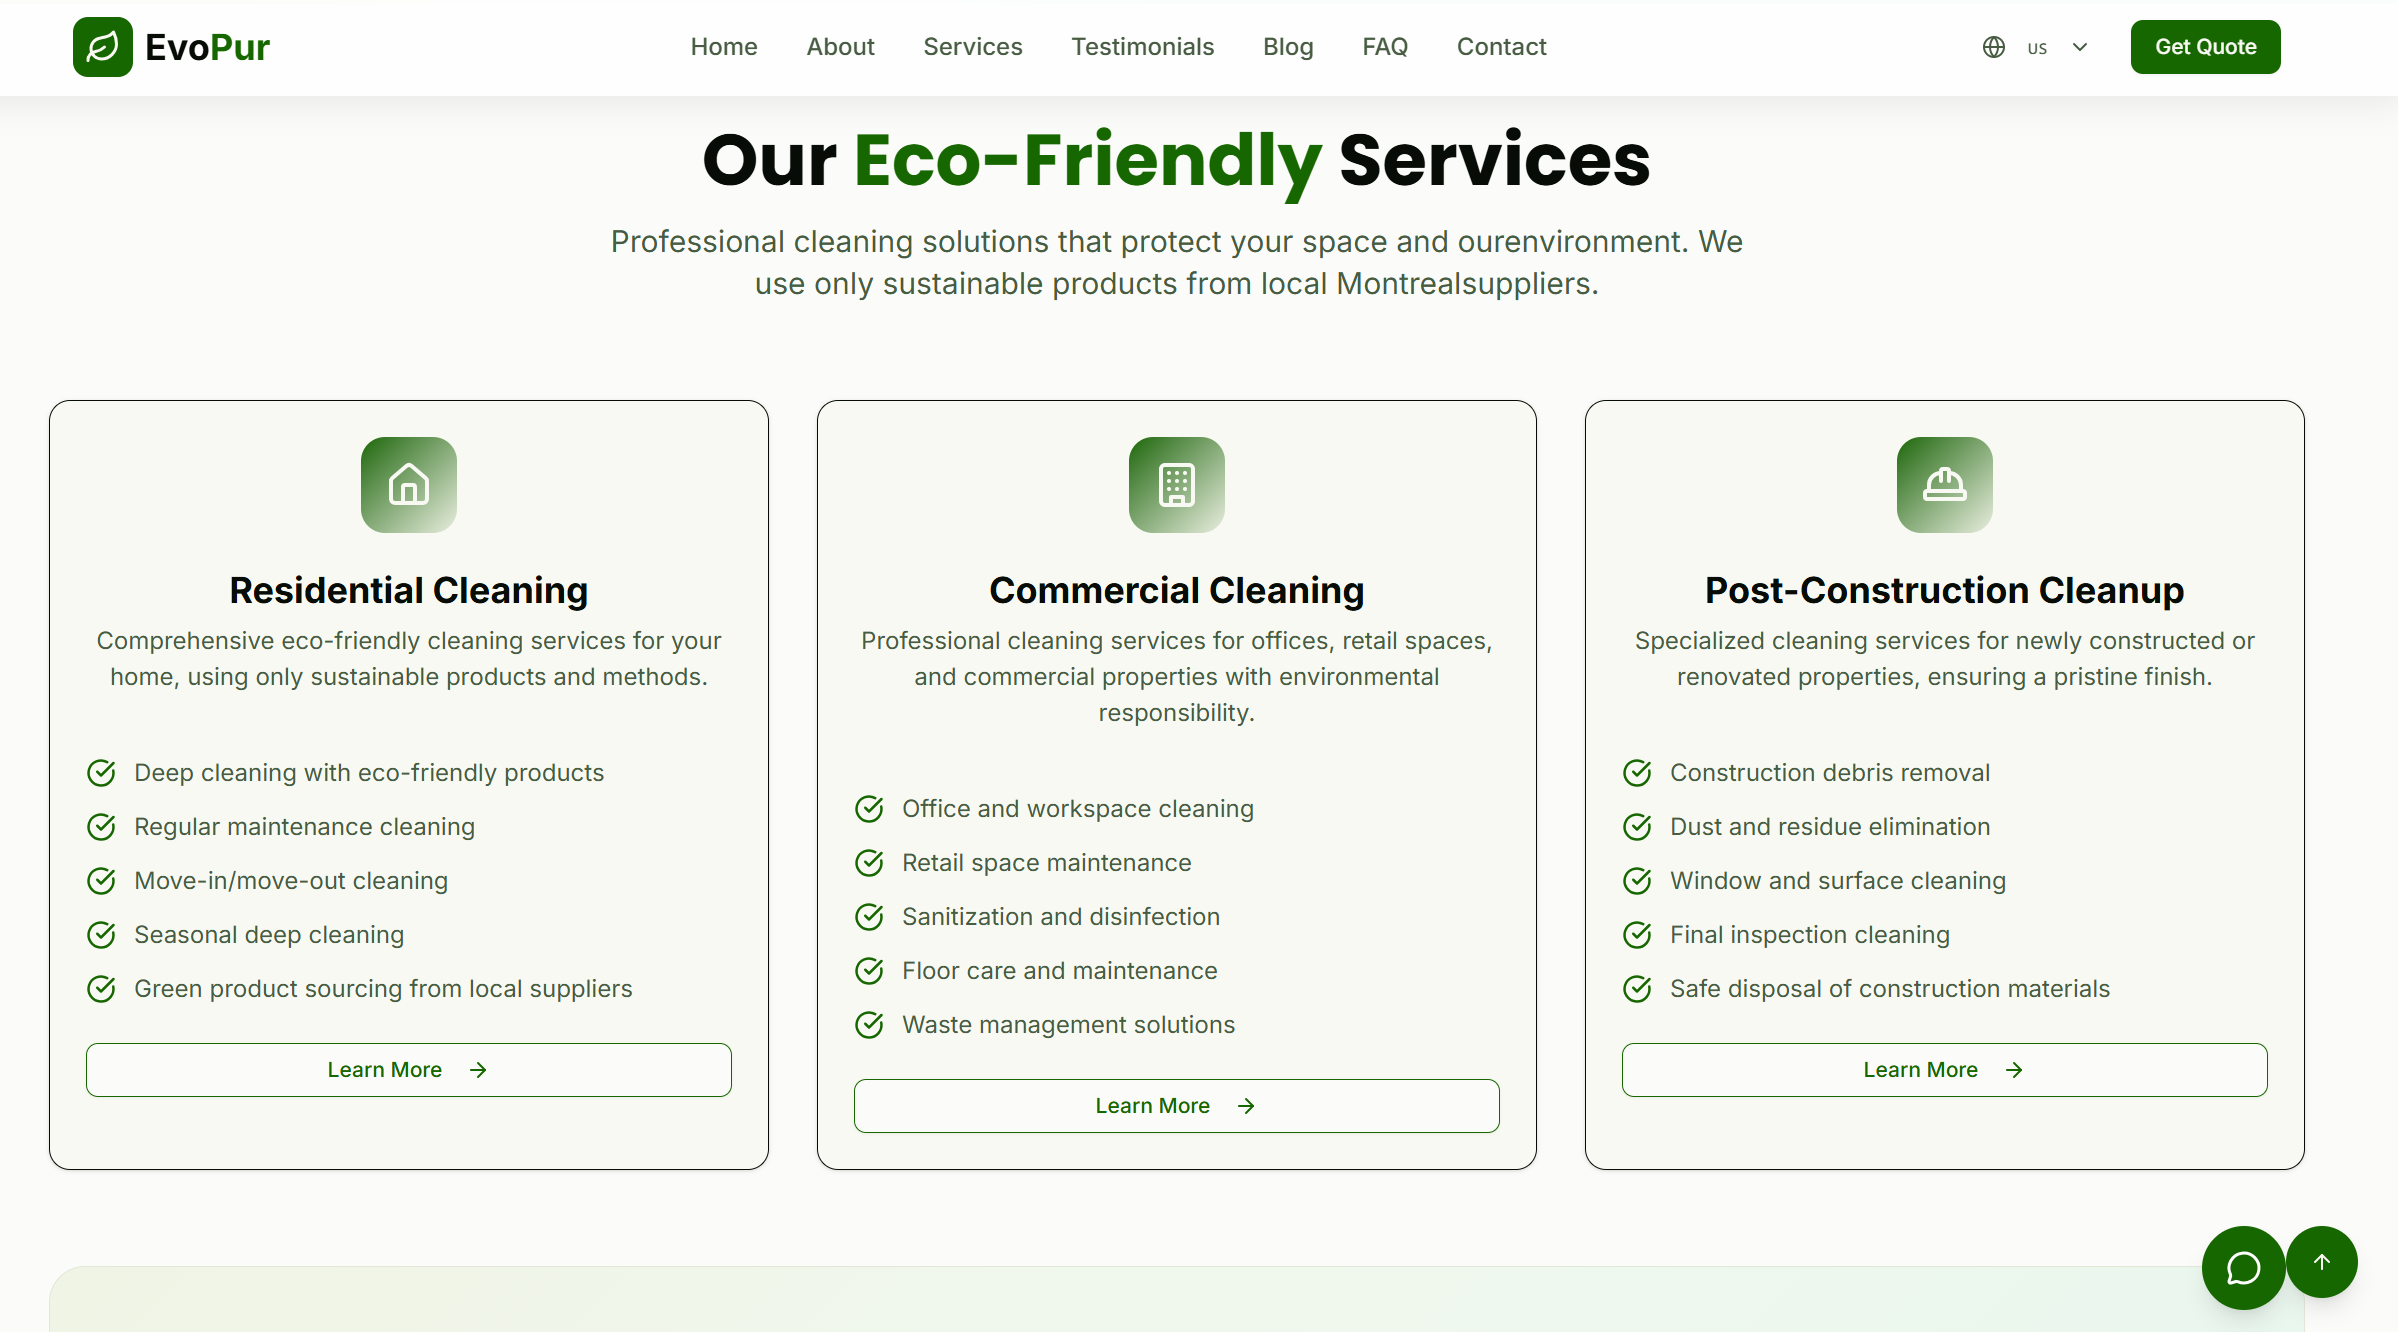 EvoPur
Home About Services Testimonials Blog FAQ Contact
us
Get Quote
Our Eco-Friendly Services
Professional cleaning solutions that protect your space and ourenvironment. We
use only sustainable products from local Montrealsuppliers.
Residential Cleaning
Comprehensive eco-friendly cleaning services for your
home, using only sustainable products and methods.
Deep cleaning with eco-friendly products
Regular maintenance cleaning
Move-in/move-out cleaning
Seasonal deep cleaning
Green product sourcing from local suppliers
Learn More
Commercial Cleaning
Professional cleaning services for offices, retail spaces,
and commercial properties with environmental
responsibility.
Office and workspace cleaning
Retail space maintenance
Sanitization and disinfection
Floor care and maintenance
Waste management solutions
Learn More
Post-Construction Cleanup
Specialized cleaning services for newly constructed or
renovated properties, ensuring a pristine finish.
Construction debris removal
Dust and residue elimination
Window and surface cleaning
Final inspection cleaning
Safe disposal of construction materials
Learn More